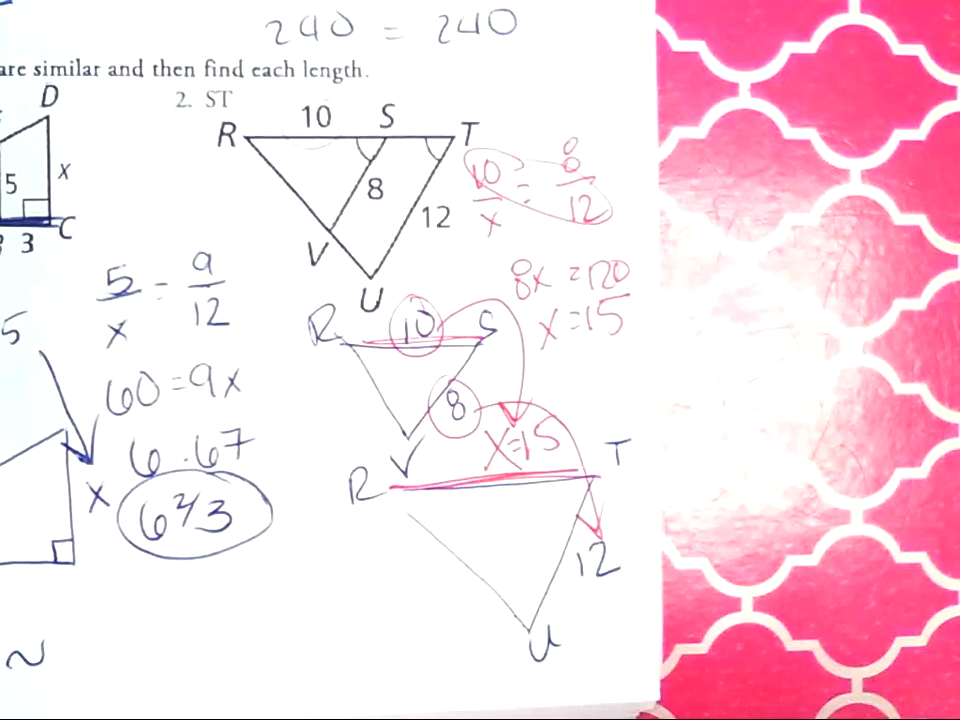 240 = 240
are similar and then find each length.
D
2. ST
10
S
R
T
5
x
8
10/x = 8/12
12
C
3
V
U
5/x = 9/12
8x = 120
x = 15
5
R
10
S
60 = 9x
8
6.67
V
x=15
T
R
x
6 2/3
12
U
N